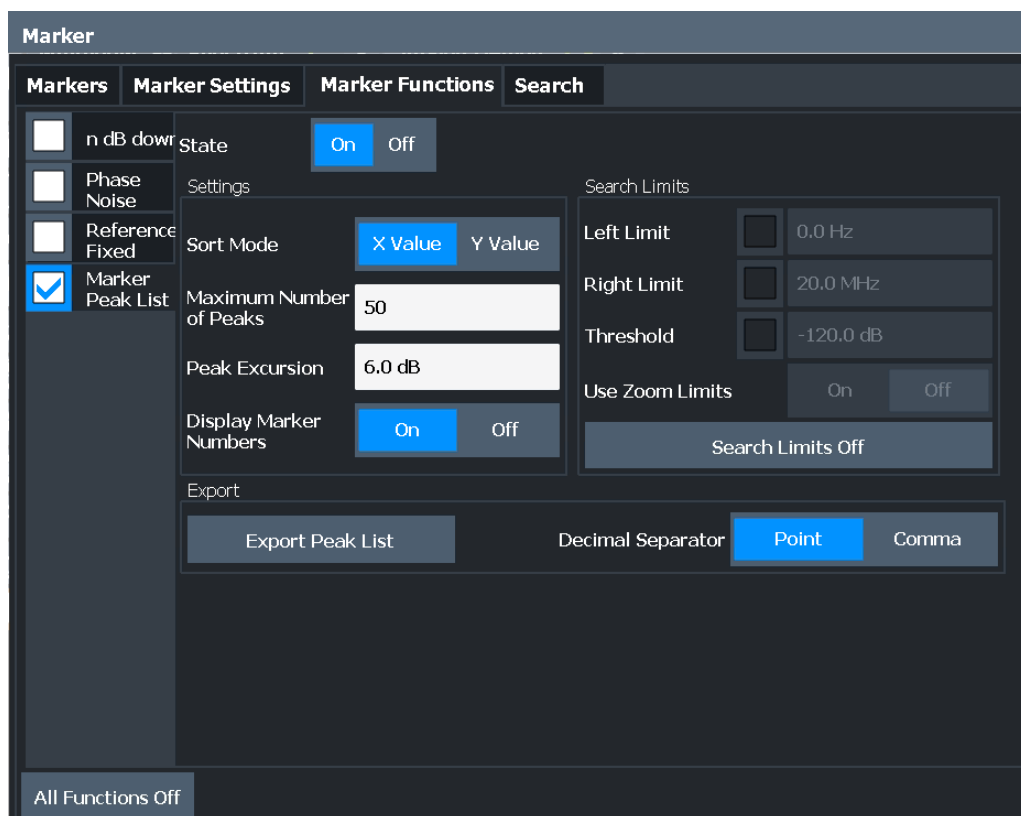 Marker
Markers Marker Settings Marker Functions Search
n dB down
Phase
Noise
Reference
Fixed
Marker
Peak List
State On Off
Settings
Sort Mode X Value Y Value
Maximum Number
of Peaks 50
Peak Excursion 6.0 dB
Display Marker
Numbers On Off
Search Limits
Left Limit 0.0 Hz
Right Limit 20.0 MHz
Threshold -120.0 dB
Use Zoom Limits On Off
Search Limits Off
Export
Export Peak List Decimal Separator Point Comma
All Functions Off